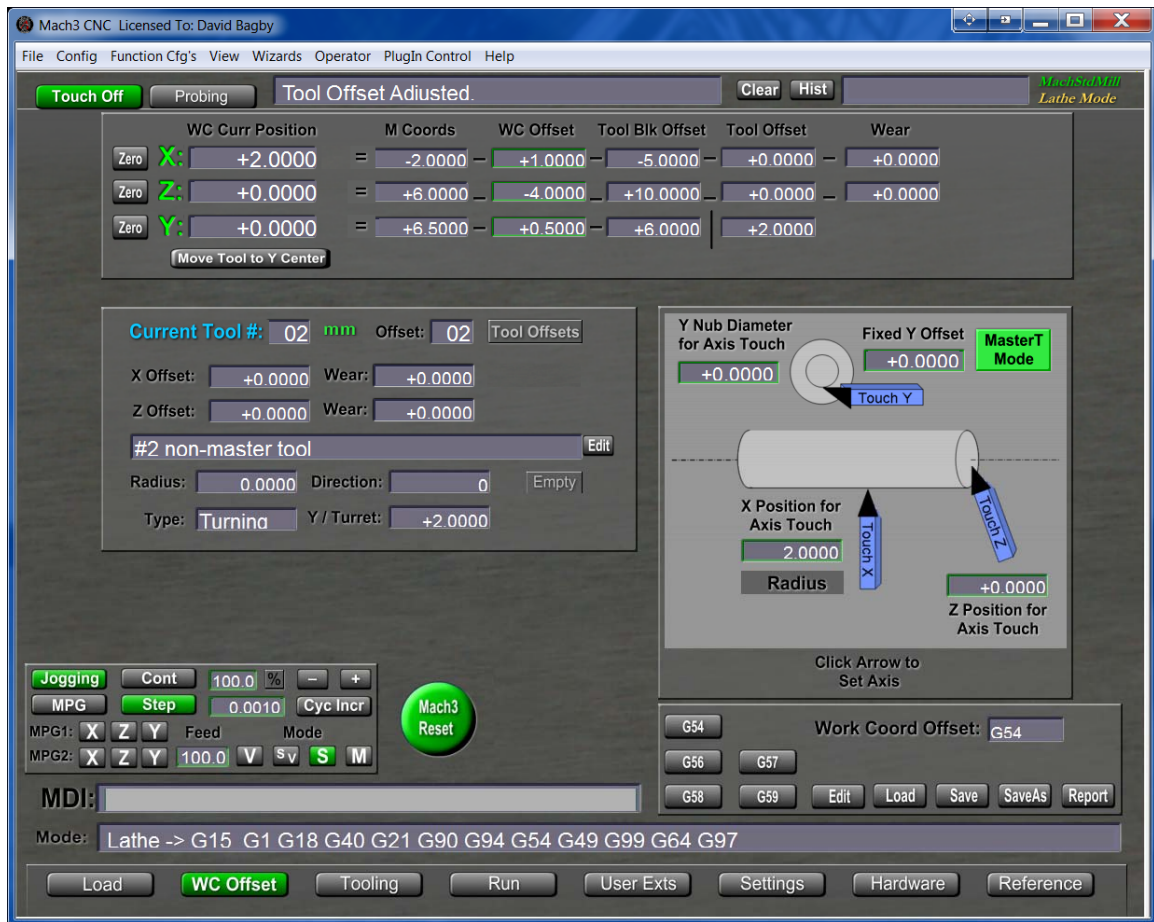 Mach3 CNC Licensed To: David Bagby
File Config Function Cfg's View Wizards Operator PlugIn Control Help
Touch Off Probing Tool Offset Adjusted. Clear Hist MachStdMill
Lathe Mode
WC Curr Position M Coords WC Offset Tool Blk Offset Tool Offset Wear
Zero X: +2.0000 = -2.0000 – +1.0000 – -5.0000 – +0.0000 – +0.0000
Zero Z: +0.0000 = +6.0000 – -4.0000 – +10.0000 – +0.0000 – +0.0000
Zero Y: +0.0000 = +6.5000 – +0.5000 – +6.0000 +2.0000
Move Tool to Y Center
Current Tool #: 02 mm Offset: 02 Tool Offsets
X Offset: +0.0000 Wear: +0.0000
Z Offset: +0.0000 Wear: +0.0000
#2 non-master tool Edit
Radius: 0.0000 Direction: 0 Empty
Type: Turning Y / Turret: +2.0000
Y Nub Diameter
for Axis Touch
+0.0000
Fixed Y Offset
+0.0000
MasterT
Mode
Touch Y
X Position for
Axis Touch
2.0000
Radius
Touch X
Touch Z
+0.0000
Z Position for
Axis Touch
Click Arrow to
Set Axis
Jogging Cont 100.0 % – +
MPG Step 0.0010 Cyc Incr
MPG1: X Z Y Feed Mode
MPG2: X Z Y 100.0 V SV S M
Mach3
Reset
G54 Work Coord Offset: G54
G56 G57
G58 G59 Edit Load Save SaveAs Report
MDI:
Mode: Lathe -> G15 G1 G18 G40 G21 G90 G94 G54 G49 G99 G64 G97
Load WC Offset Tooling Run User Exts Settings Hardware Reference